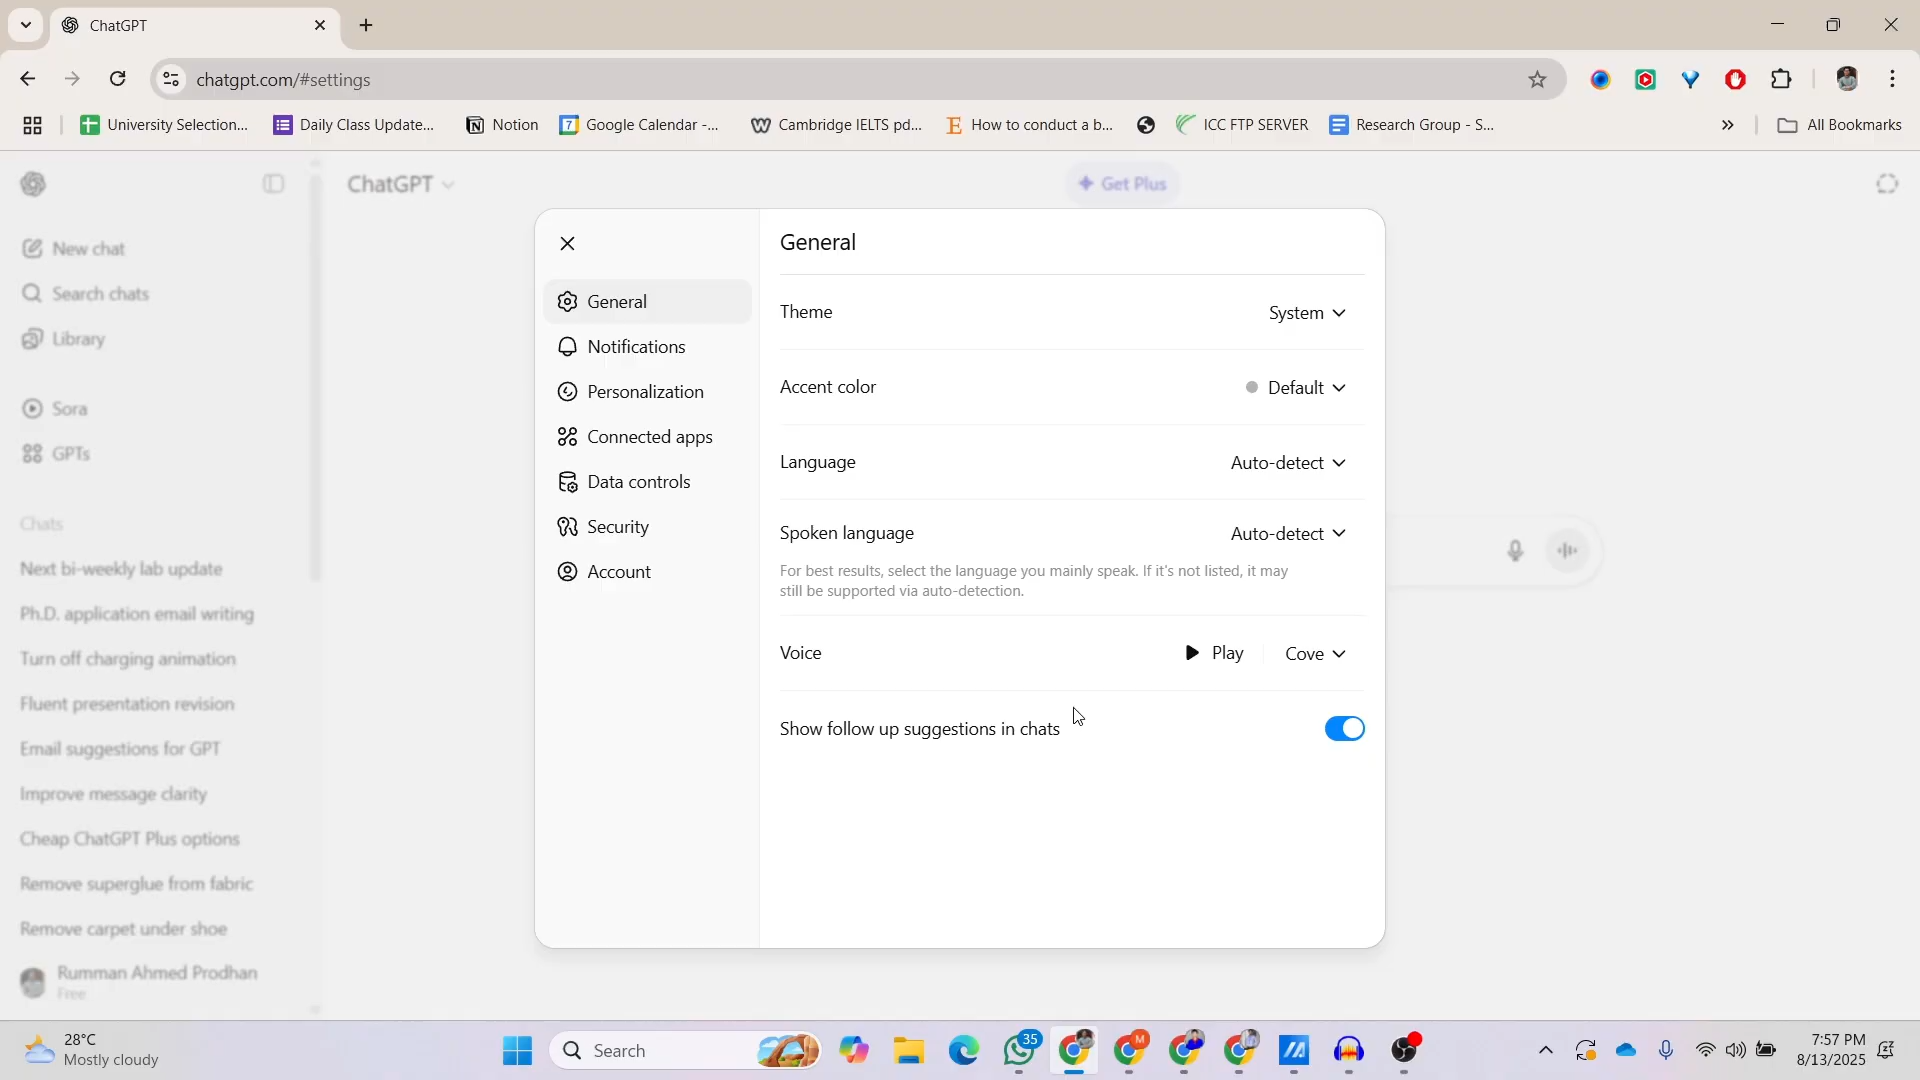 ChatGPT
chatgpt.com/#settings
University Selection...
Daily Class Update...
Notion
7
Google Calendar -...
Cambridge IELTS pd...
E
How to conduct a b...
ICC FTP SERVER
Research Group - S...
All Bookmarks
ChatGPT
Get Plus
New chat
Search chats
Library
Sora
GPTs
Chats
Next bi-weekly lab update
Ph.D. application email writing
Turn off charging animation
Fluent presentation revision
Email suggestions for GPT
Improve message clarity
Cheap ChatGPT Plus options
Remove superglue from fabric
Remove carpet under shoe
Rumman Ahmed Prodhan
Free
General
Notifications
Personalization
Connected apps
Data controls
Security
Account
General
Theme
System
Accent color
Default
Language
Auto-detect
Spoken language
Auto-detect
For best results, select the language you mainly speak. If it's not listed, it may
still be supported via auto-detection.
Voice
Play
Cove
Show follow up suggestions in chats
28°C
Mostly cloudy
Search
35
M
7:57 PM
8/13/2025